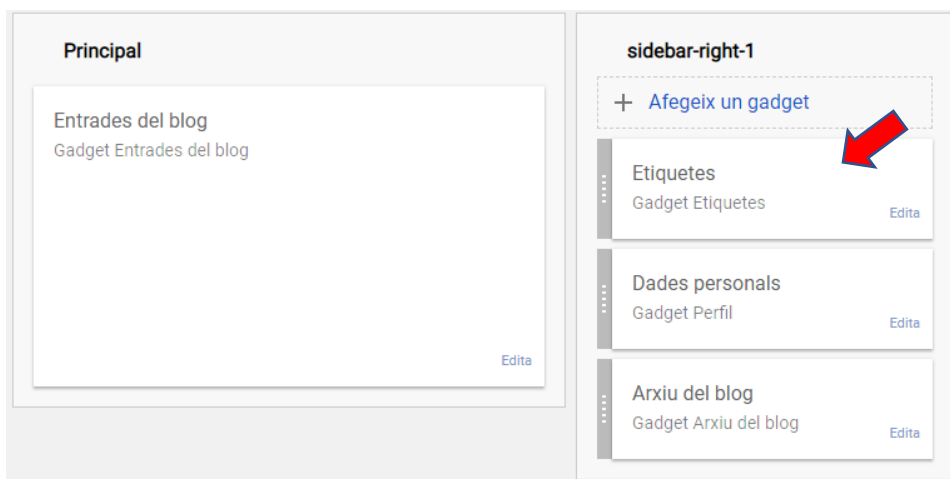 Principal
Entrades del blog
Gadget Entrades del blog
Edita
sidebar-right-1
+ Afegeix un gadget
Etiquetes
Gadget Etiquetes
Edita
Dades personals
Gadget Perfil
Edita
Arxiu del blog
Gadget Arxiu del blog
Edita